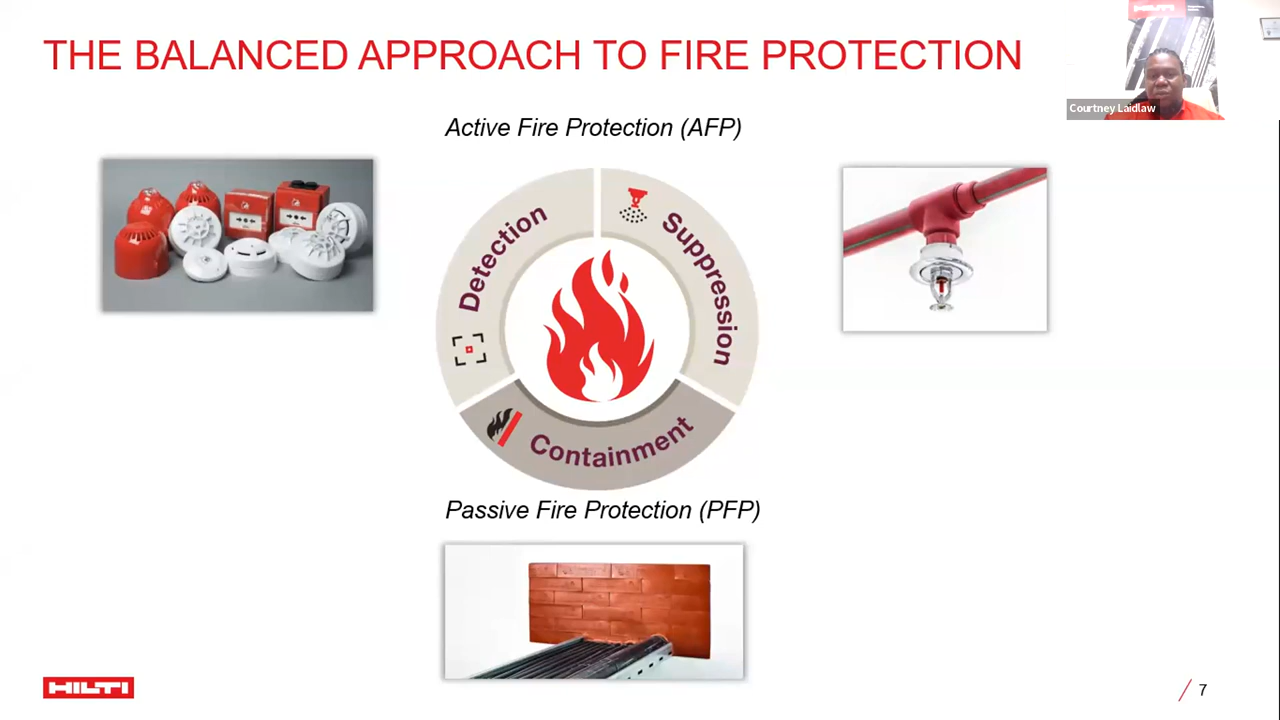 THE BALANCED APPROACH TO FIRE PROTECTION
HILTI
Courtney Laidlaw
Active Fire Protection (AFP)
Detection
Suppression
Containment
Passive Fire Protection (PFP)
HILTI
7